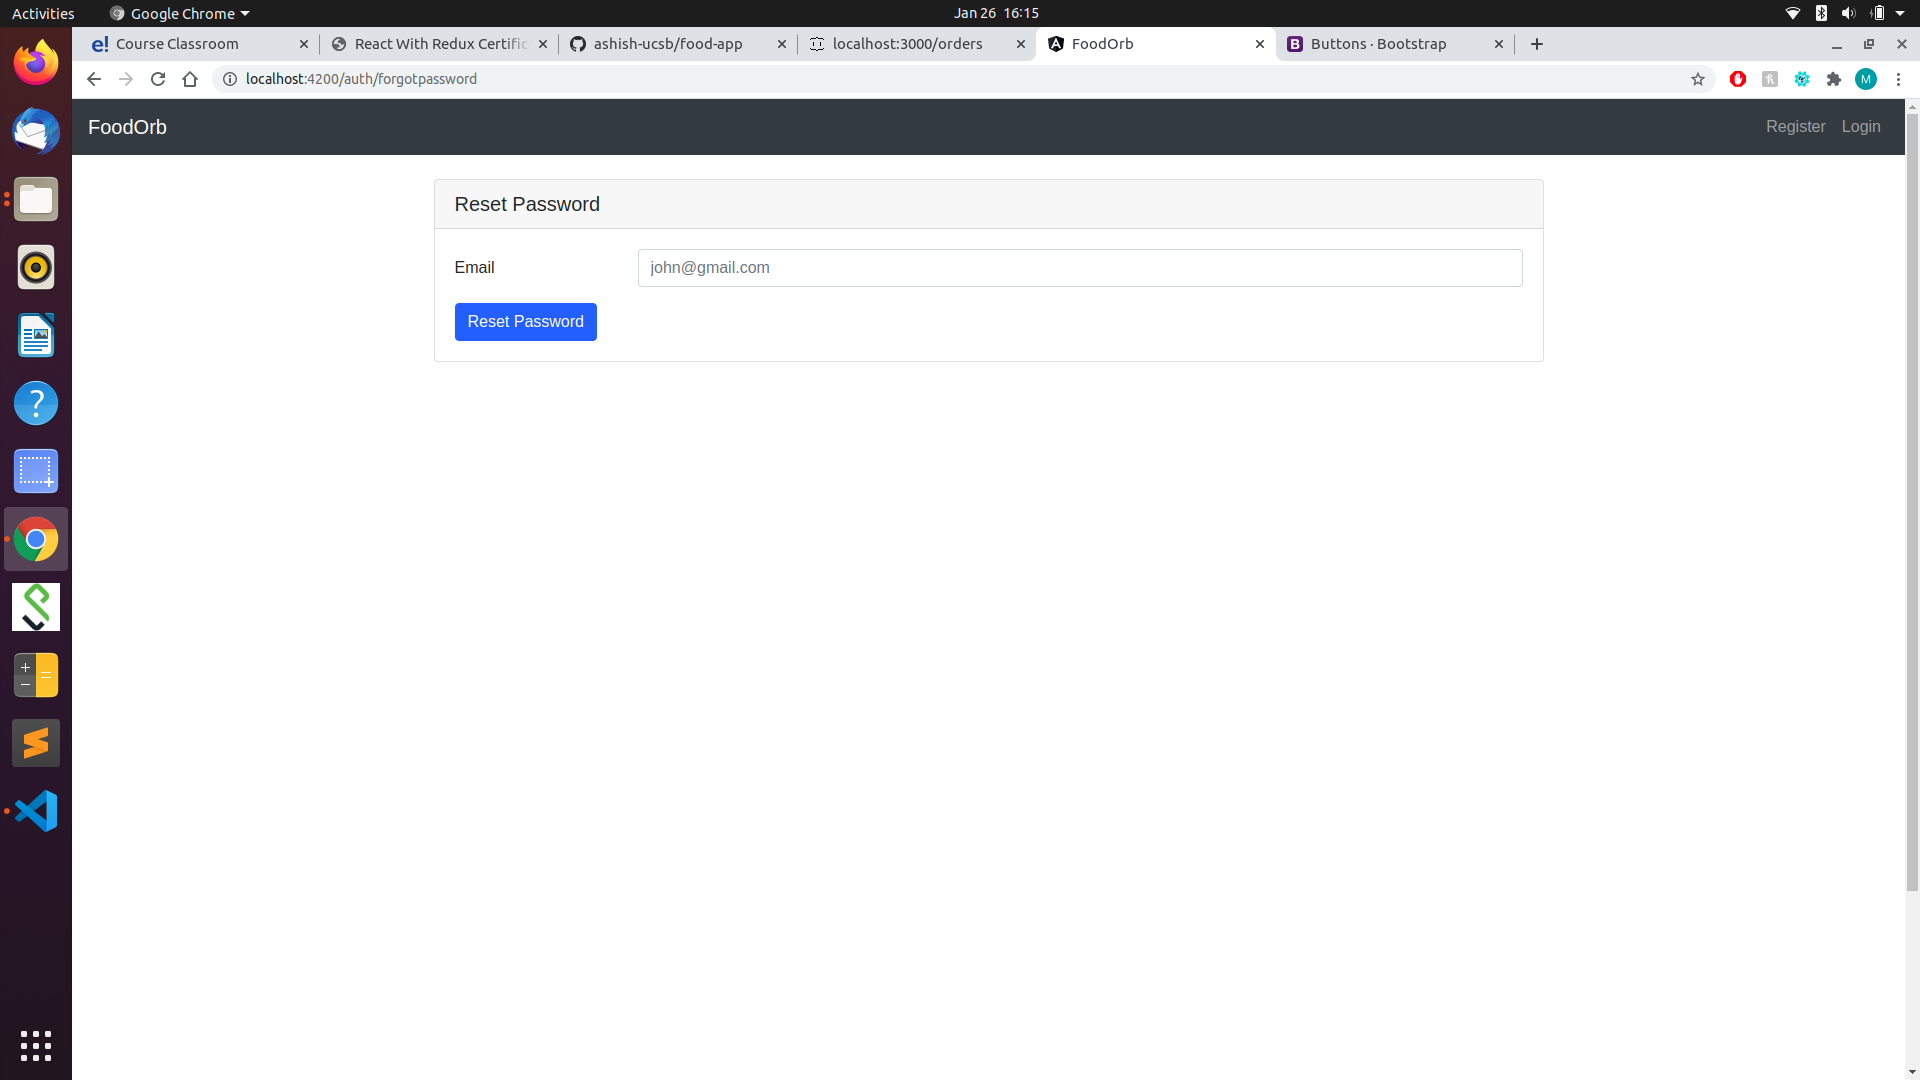 Activities
Google Chrome
Jan 26 16:15
Course Classroom
React With Redux Certific
ashish-ucsb/food-app
localhost:3000/orders
FoodOrb
Buttons · Bootstrap
localhost:4200/auth/forgotpassword
M
FoodOrb
Register
Login
Reset Password
Email
john@gmail.com
Reset Password